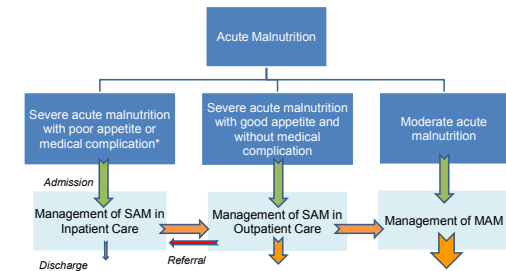 Acute Malnutrition
Severe acute malnutrition
with poor appetite or
medical complication*
Severe acute malnutrition
with good appetite and
without medical
complication
Moderate acute
malnutrition
Admission
Management of SAM in
Inpatient Care
Management of SAM in
Outpatient Care
Management of MAM
Discharge
Referral